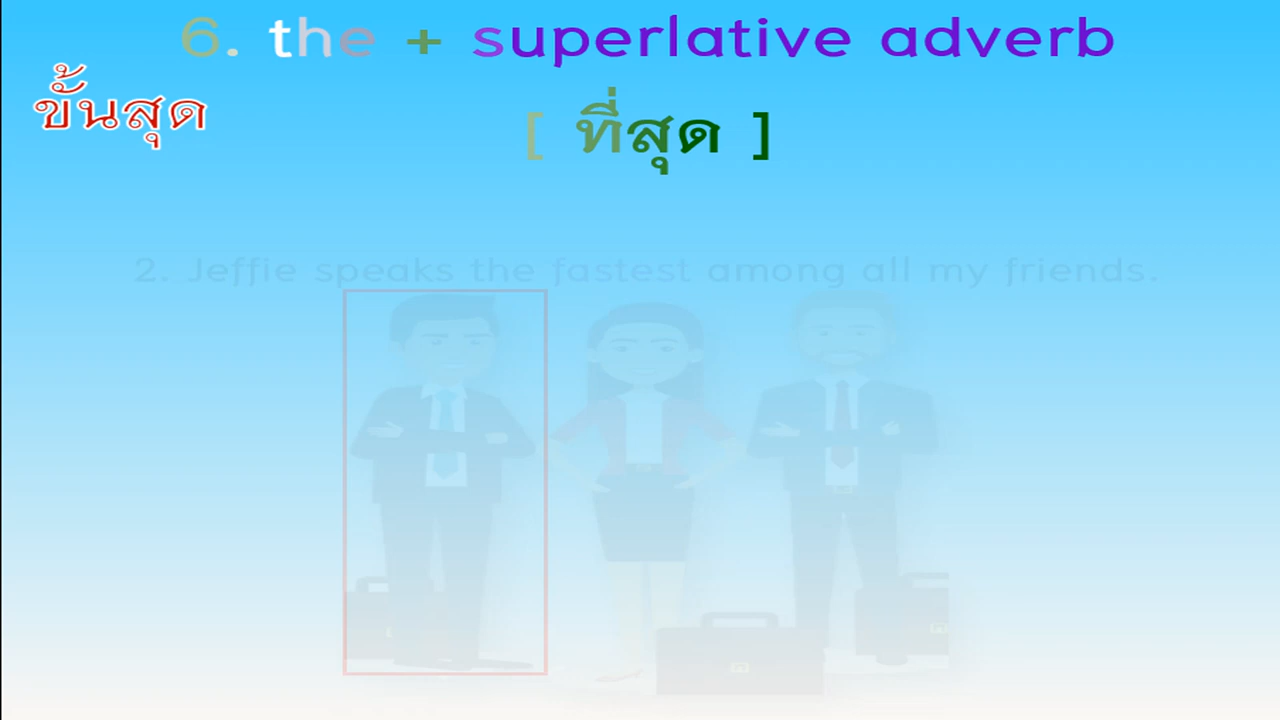 6. the + superlative adverb
ขั้นสุด
[ ที่สุด ]
2. Jeffie speaks the fastest among all my friends.